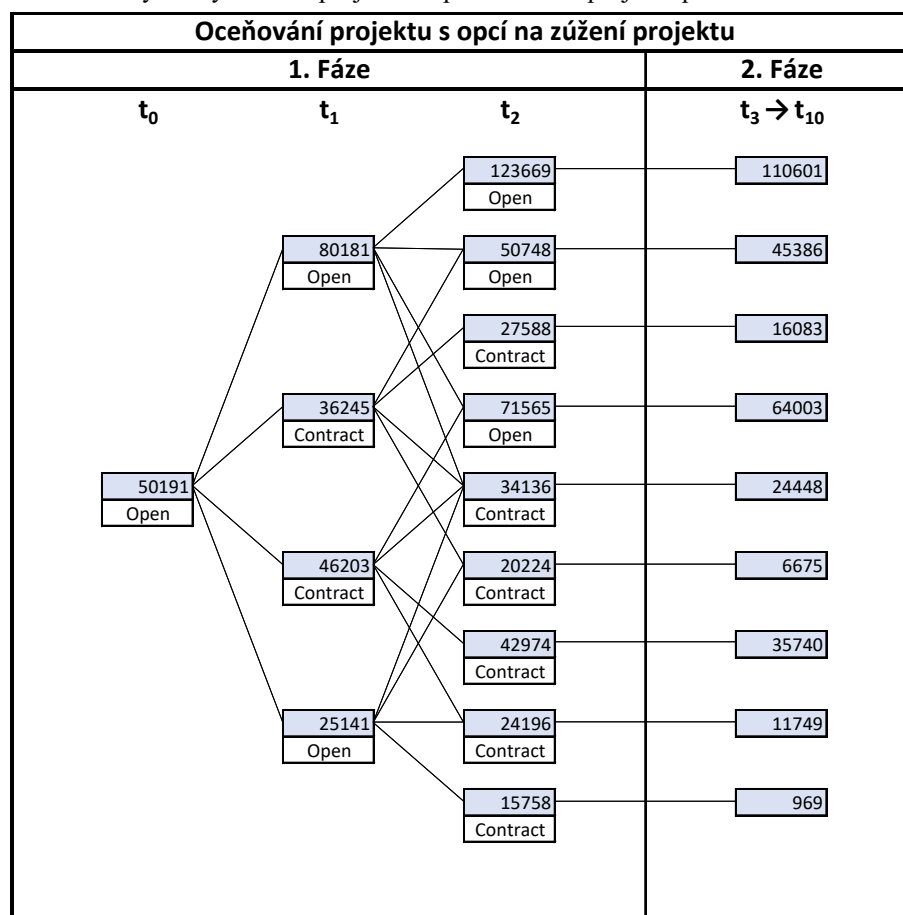 Oceňování projektu s opcí na zúžení projektu
1. Fáze 2. Fáze
t₀ t₁ t₂ t₃ → t₁₀
123669 110601
Open
80181 50748 45386
Open Open
27588 16083
Contract
36245 71565 64003
Contract Open
50191 34136 24448
Open Contract
46203 20224 6675
Contract Contract
42974 35740
Contract
25141 24196 11749
Open Contract
15758 969
Contract